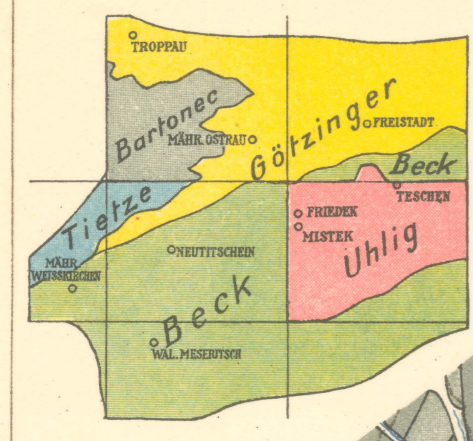 TROPPAU
Bartonec
MÄHR. OSTRAU
Götzinger
FREISTADT
Beck
TESCHEN
Tietze
FRIEDEK
MISTEK
Uhlig
NEUTITSCHEIN
MÄHR.
WEISSKIRCHEN
Beck
WAL. MESERITSCH